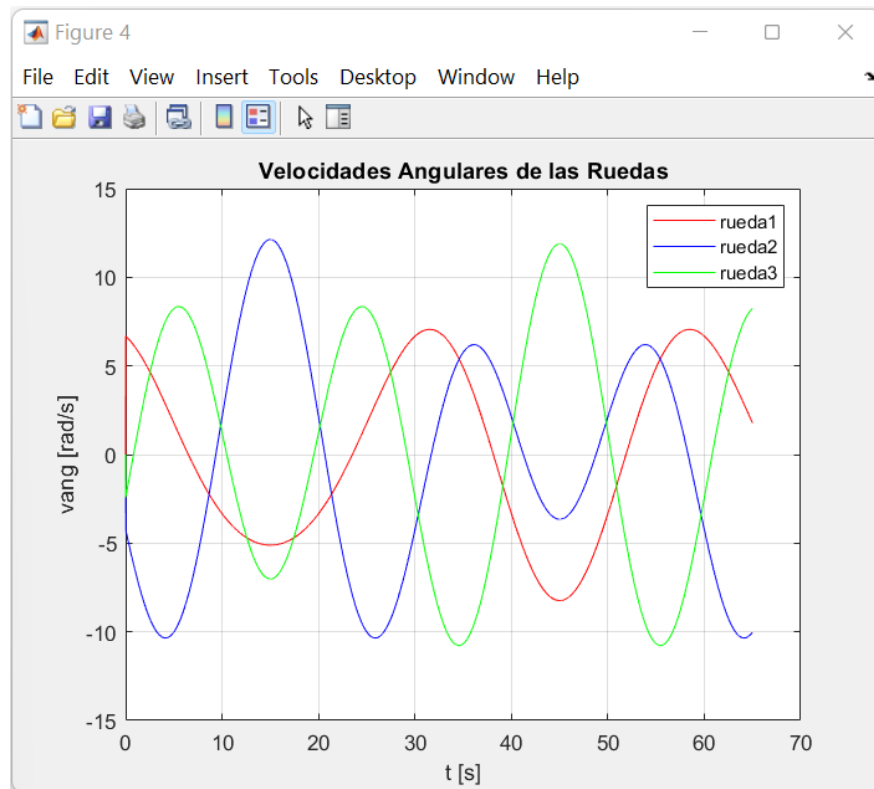 Figure 4
File Edit View Insert Tools Desktop Window Help
Velocidades Angulares de las Ruedas
15
10
5
0
-5
-10
-15
vang [rad/s]
rueda1
rueda2
rueda3
0 10 20 30 40 50 60 70
t [s]